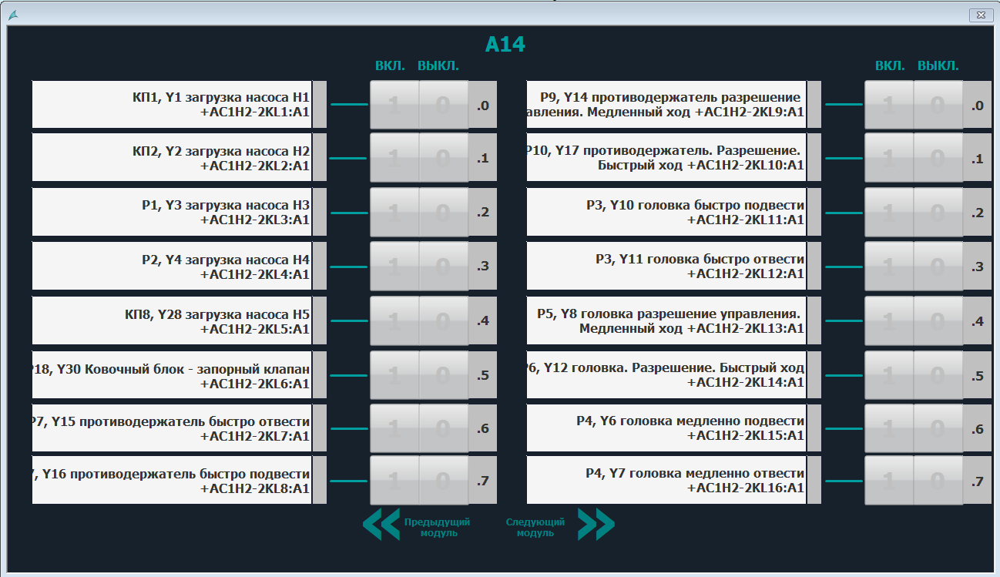 A14
ВКЛ. ВЫКЛ.
КП1, Y1 загрузка насоса Н1
+AC1H2-2KL1:A1
1 0 .0
КП2, Y2 загрузка насоса Н2
+AC1H2-2KL2:A1
1 0 .1
Р1, Y3 загрузка насоса Н3
+AC1H2-2KL3:A1
1 0 .2
Р2, Y4 загрузка насоса Н4
+AC1H2-2KL4:A1
1 0 .3
КП8, Y28 загрузка насоса Н5
+AC1H2-2KL5:A1
1 0 .4
Р18, Y30 Ковочный блок - запорный клапан
+AC1H2-2KL6:A1
1 0 .5
Р7, Y15 противодержатель быстро отвести
+AC1H2-2KL7:A1
1 0 .6
, Y16 противодержатель быстро подвести
+AC1H2-2KL8:A1
1 0 .7
ВКЛ. ВЫКЛ.
Р9, Y14 противодержатель разрешение
авления. Медленный ход +AC1H2-2KL9:A1
1 0 .0
Р10, Y17 противодержатель. Разрешение.
Быстрый ход +AC1H2-2KL10:A1
1 0 .1
Р3, Y10 головка быстро подвести
+AC1H2-2KL11:A1
1 0 .2
Р3, Y11 головка быстро отвести
+AC1H2-2KL12:A1
1 0 .3
Р5, Y8 головка разрешение управления.
Медленный ход +AC1H2-2KL13:A1
1 0 .4
Р6, Y12 головка. Разрешение. Быстрый ход
+AC1H2-2KL14:A1
1 0 .5
Р4, Y6 головка медленно подвести
+AC1H2-2KL15:A1
1 0 .6
Р4, Y7 головка медленно отвести
+AC1H2-2KL16:A1
1 0 .7
Предыдущий
модуль
Следующий
модуль